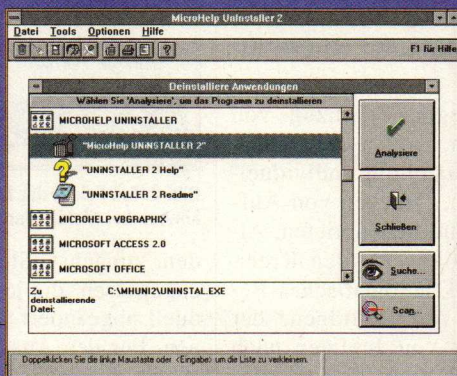 MicroHelp UnInstaller 2
Datei Tools Optionen Hilfe
F1 für Hilfe
Deinstalliere Anwendungen
Wählen Sie 'Analysiere', um das Programm zu deinstallieren
MICROHELP UNINSTALLER
"MicroHelp UNiNSTALLER 2"
"UNiNSTALLER 2 Help"
"UNiNSTALLER 2 Readme"
MICROHELP VBGRAPHIX
MICROSOFT ACCESS 2.0
MICROSOFT OFFICE
Zu deinstallierende Datei: C:\MHUNI2\UNINSTAL.EXE
Analysiere
Schließen
Suche...
Scan...
Doppelklicken Sie die linke Maustaste oder <Eingabe> um die Liste zu verkleinern.